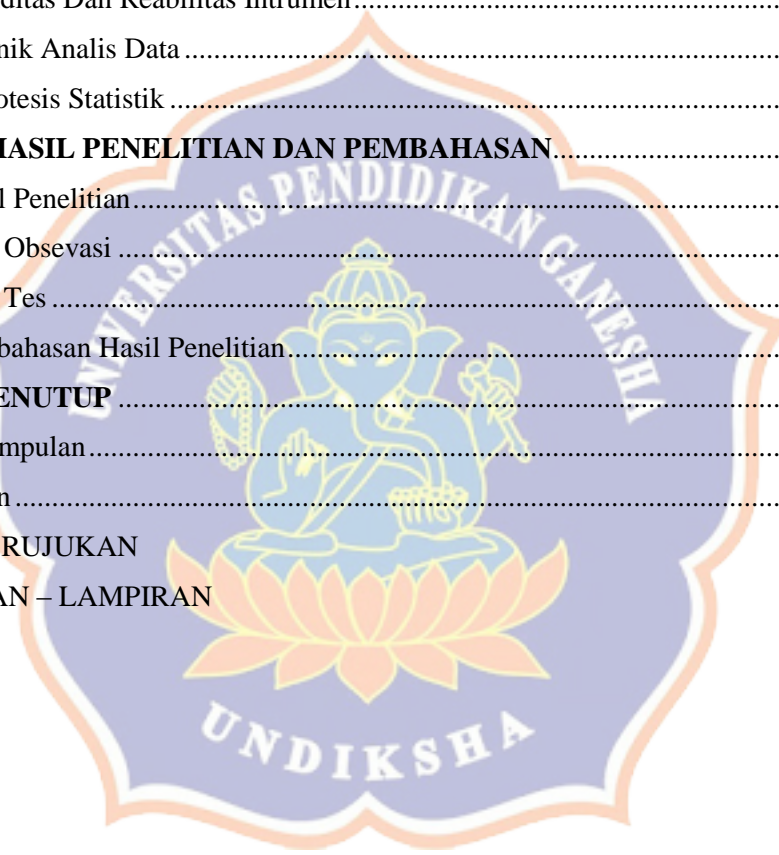 ditas Dan Reabilitas Intrumen........................................................................
nik Analis Data ........................................................................
otesis Statistik ........................................................................
HASIL PENELITIAN DAN PEMBAHASAN....................................
l Penelitian........................................................................
Obsevasi ........................................................................
Tes ........................................................................
bahasan Hasil Penelitian........................................................................
ENUTUP ........................................................................
mpulan........................................................................
n ........................................................................
RUJUKAN
AN – LAMPIRAN
UNIVERSITAS PENDIDIKAN GANESHA
UNDIKSHA